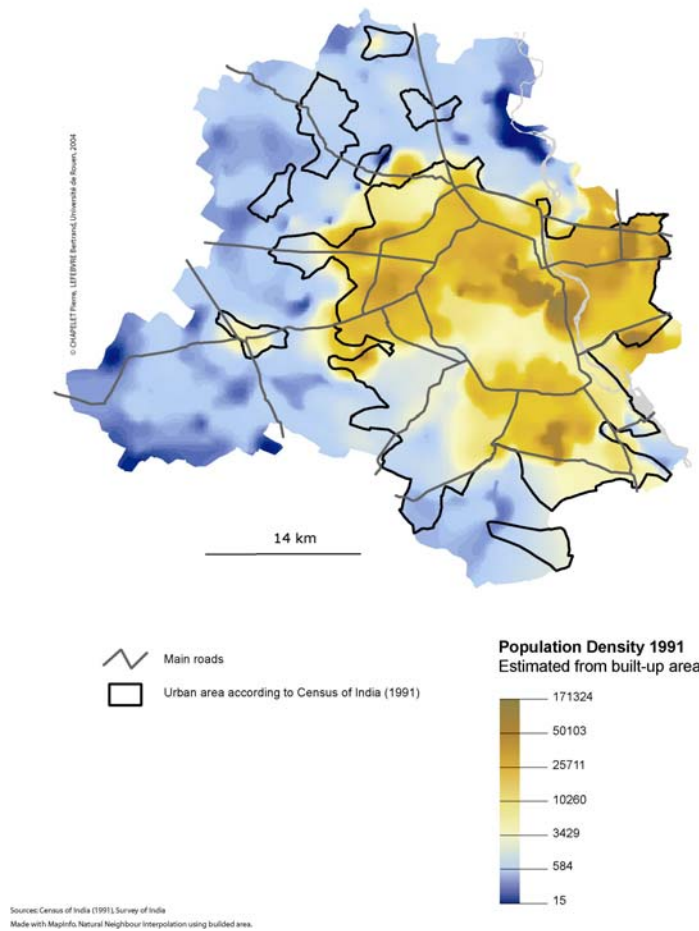 © CHAPELET Pierre, LEFEBVRE Bertrand, Université de Rouen, 2004
14 km
Main roads
Urban area according to Census of India (1991)
Population Density 1991
Estimated from built-up area
171324
50103
25711
10260
3429
584
15
Sources: Census of India (1991), Survey of India
Made with MapInfo. Natural Neighbour Interpolation using builded area.